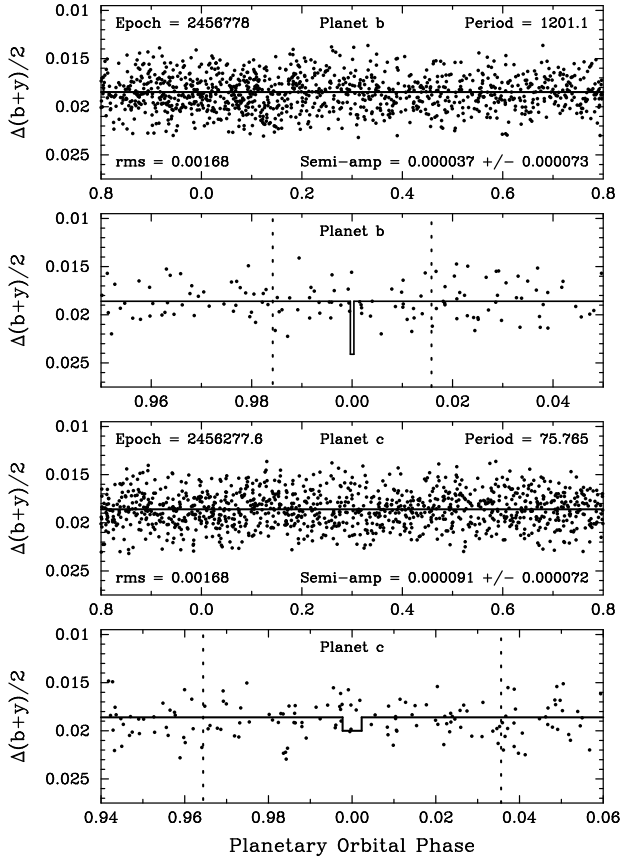 0.01
Epoch = 2456778 Planet b Period = 1201.1
Δ(b+y)/2
0.015
0.02
0.025
rms = 0.00168 Semi-amp = 0.000037 +/- 0.000073
0.8 0.0 0.2 0.4 0.6 0.8
0.01
Planet b
Δ(b+y)/2
0.015
0.02
0.025
0.96 0.98 0.00 0.02 0.04
0.01
Epoch = 2456277.6 Planet c Period = 75.765
Δ(b+y)/2
0.015
0.02
0.025
rms = 0.00168 Semi-amp = 0.000091 +/- 0.000072
0.8 0.0 0.2 0.4 0.6 0.8
0.01
Planet c
Δ(b+y)/2
0.015
0.02
0.025
0.94 0.96 0.98 0.00 0.02 0.04 0.06
Planetary Orbital Phase